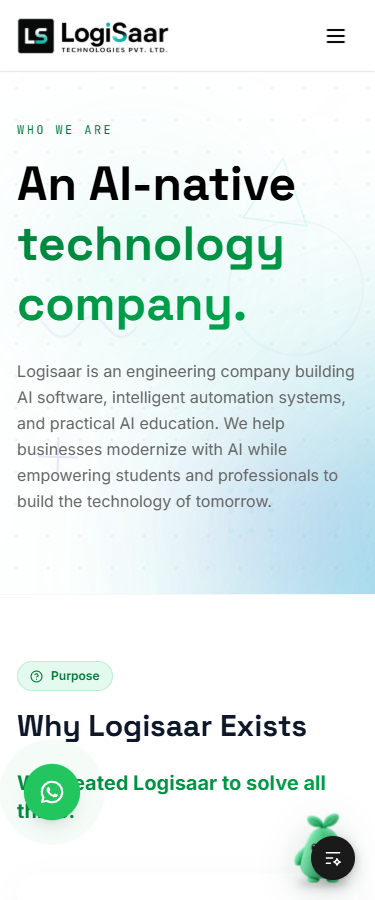 LS LogiSaar
TECHNOLOGIES PVT. LTD.
WHO WE ARE
An AI-native
technology
company.
Logisaar is an engineering company building
AI software, intelligent automation systems,
and practical AI education. We help
businesses modernize with AI while
empowering students and professionals to
build the technology of tomorrow.
Purpose
Why Logisaar Exists
Logisaar to solve all